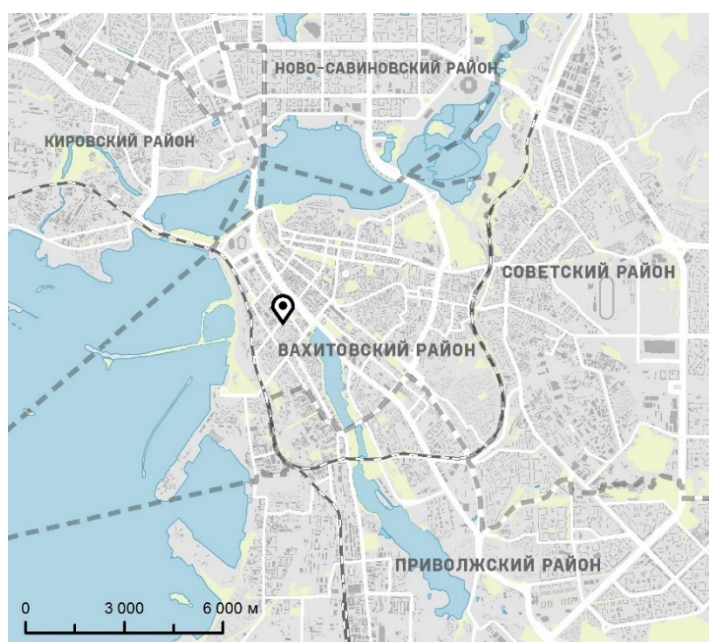 НОВО-САВИНОВСКИЙ РАЙОН
КИРОВСКИЙ РАЙОН
СОВЕТСКИЙ РАЙОН
ВАХИТОВСКИЙ РАЙОН
ПРИВОЛЖСКИЙ РАЙОН
0 3 000 6 000 м